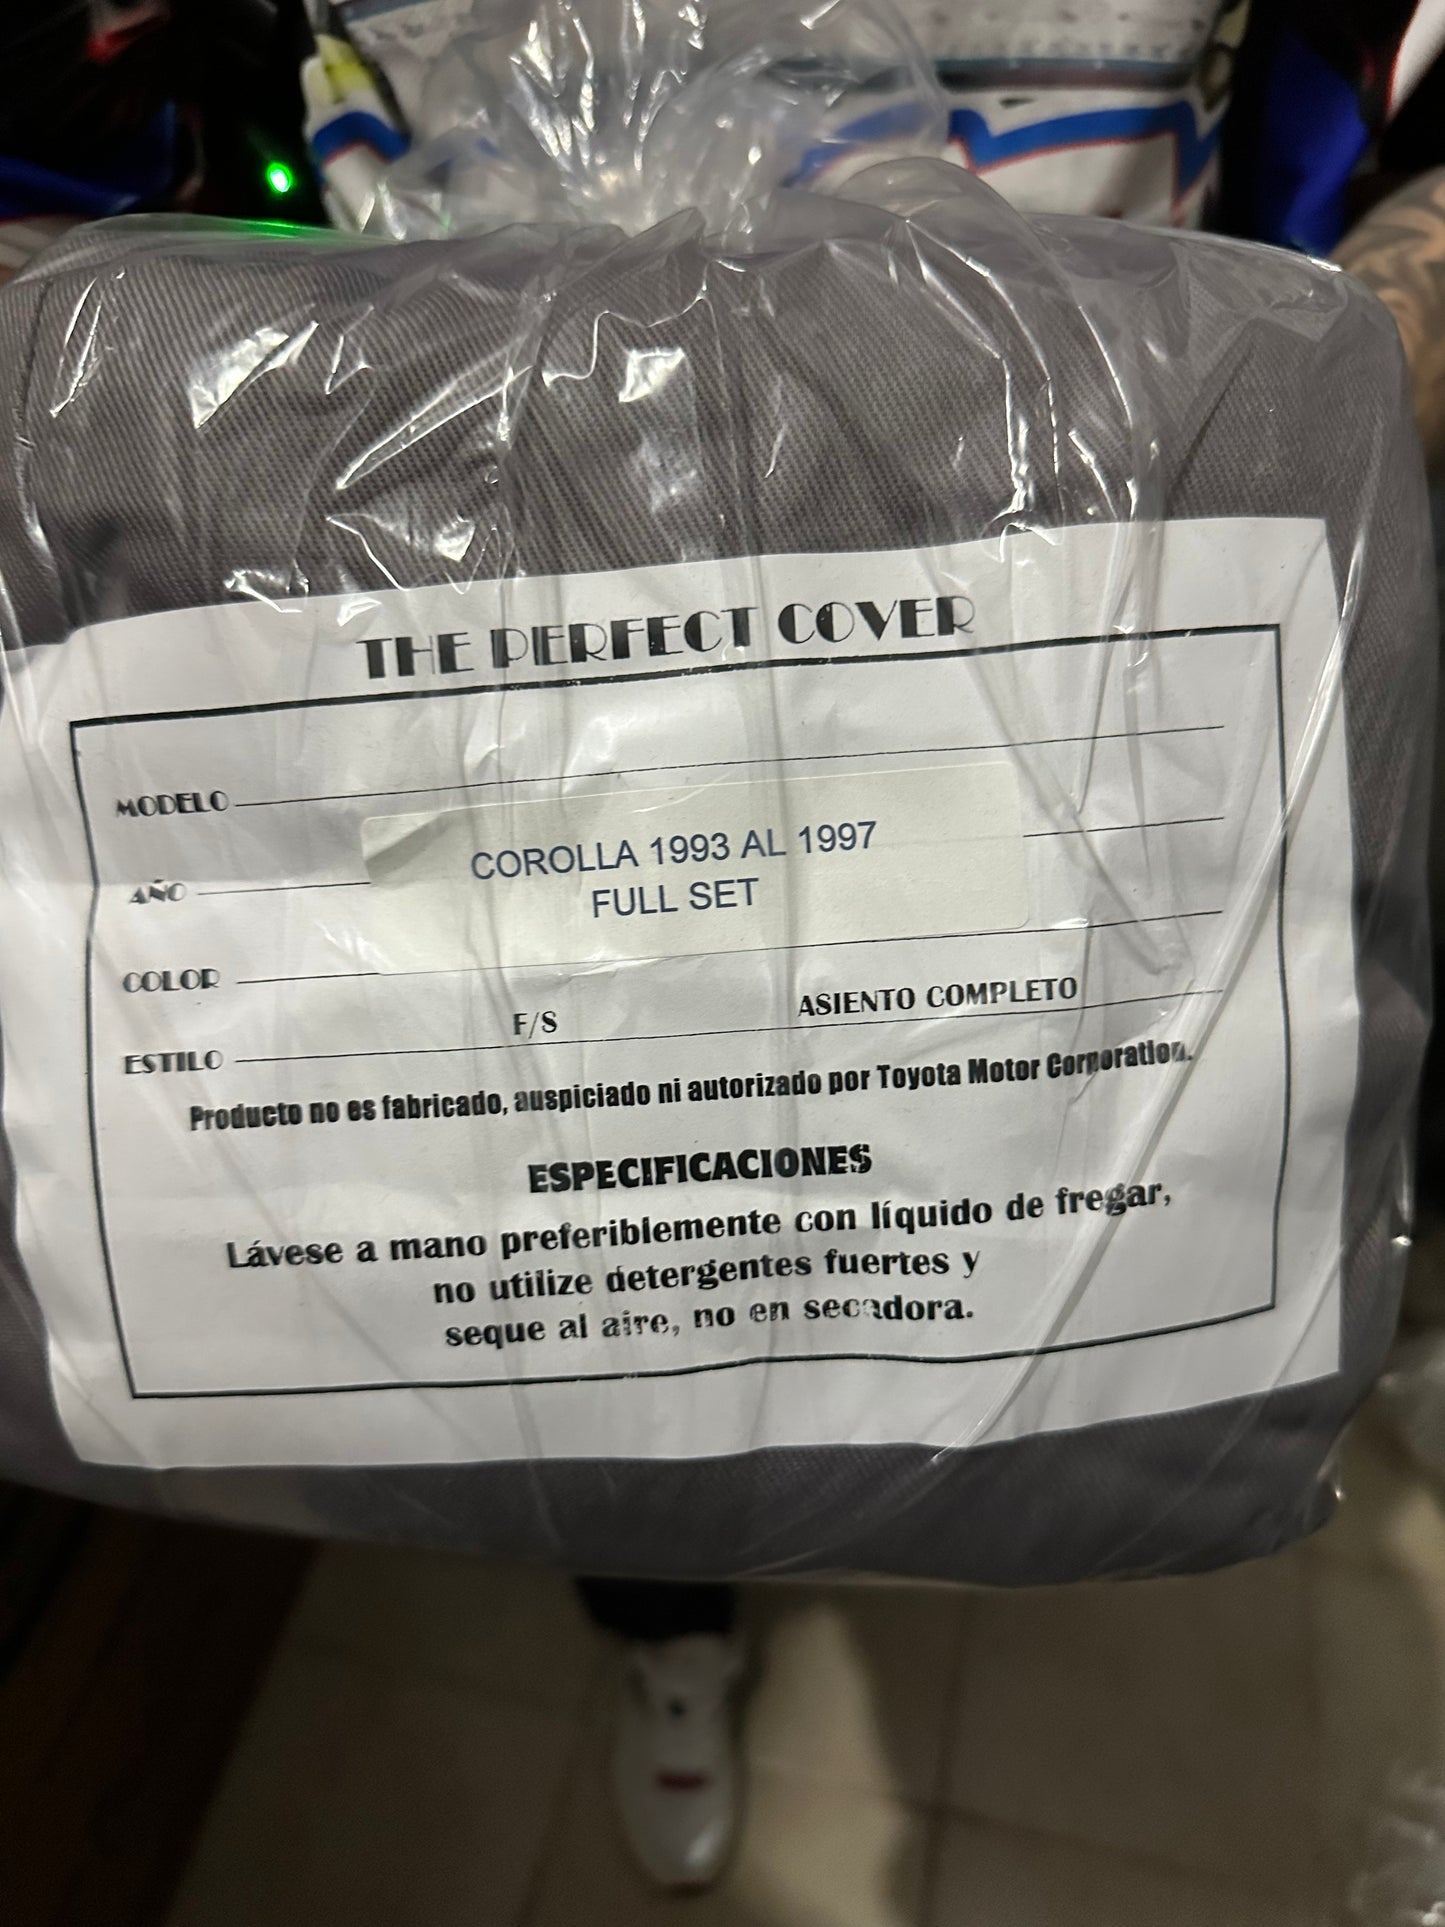 THE PERFECT COVER
MODELO
COROLLA 1993 AL 1997
AÑO
FULL SET
COLOR
F/S ASIENTO COMPLETO
ESTILO
Producto no es fabricado, auspiciado ni autorizado por Toyota Motor Corporation.
ESPECIFICACIONES
Lávese a mano preferiblemente con líquido de fregar,
no utilize detergentes fuertes y
seque al aire, no en secadora.